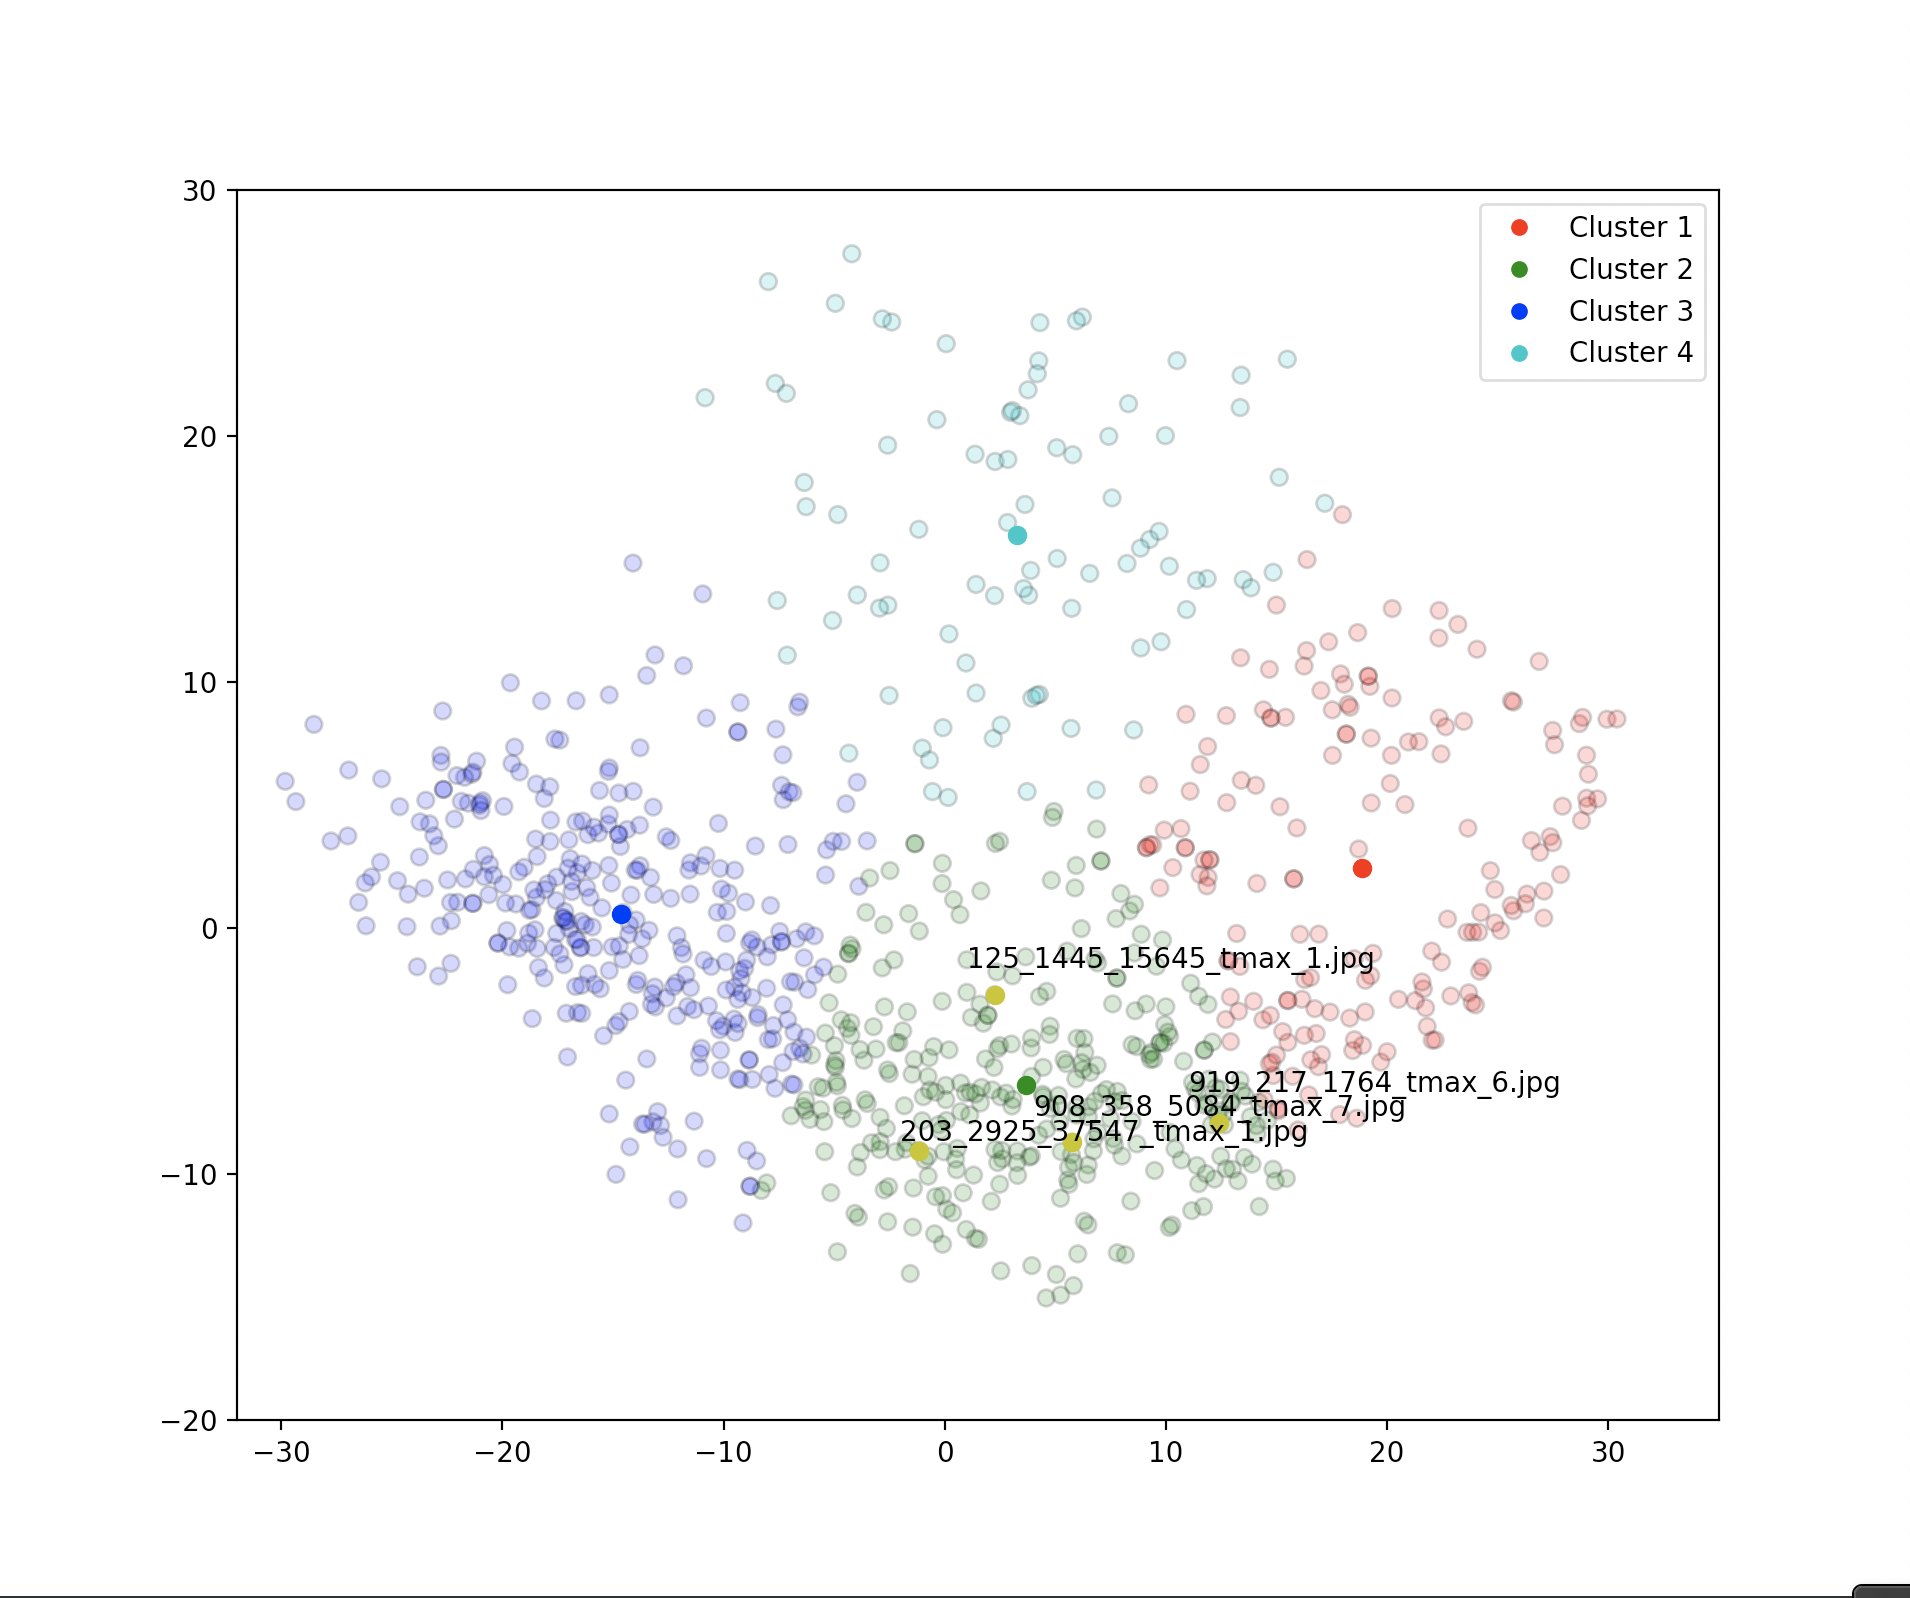 30
Cluster 1
Cluster 2
Cluster 3
Cluster 4
20
10
0
125_1445_15645_tmax_1.jpg
919_217_1764_tmax_6.jpg
908_358_5084_tmax_7.jpg
203_2925_37547_tmax_1.jpg
−10
−20
−30 −20 −10 0 10 20 30